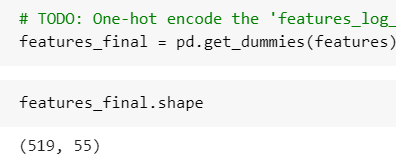 # TODO: One-hot encode the 'features_log_
features_final = pd.get_dummies(features)
features_final.shape
(519, 55)